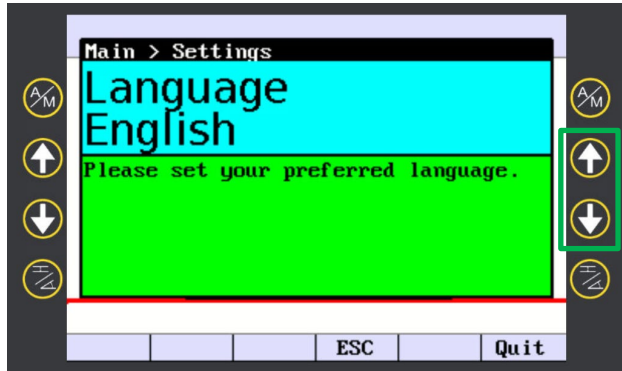 Main > Settings
Language
English
Please set your preferred language.
A/M
A/M
H/A
H/A
ESC
Quit